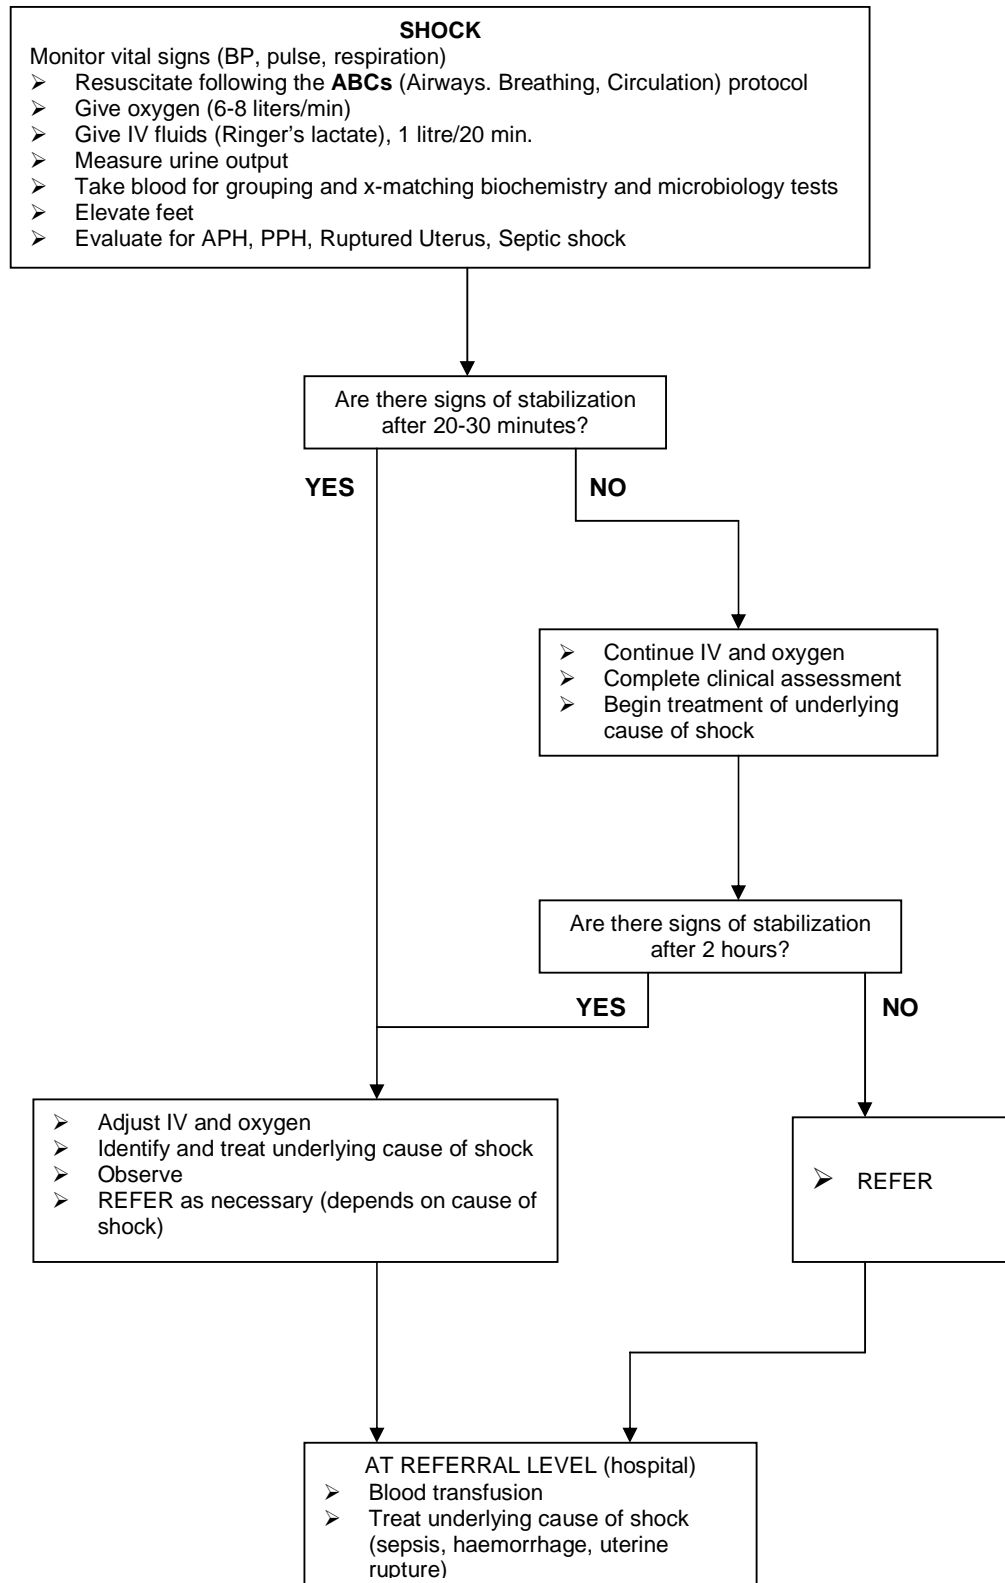 SHOCK
Monitor vital signs (BP, pulse, respiration)
➢ Resuscitate following the ABCs (Airways. Breathing, Circulation) protocol
➢ Give oxygen (6-8 liters/min)
➢ Give IV fluids (Ringer's lactate), 1 litre/20 min.
➢ Measure urine output
➢ Take blood for grouping and x-matching biochemistry and microbiology tests
➢ Elevate feet
➢ Evaluate for APH, PPH, Ruptured Uterus, Septic shock
Are there signs of stabilization
after 20-30 minutes?
YES
NO
➢ Continue IV and oxygen
➢ Complete clinical assessment
➢ Begin treatment of underlying
cause of shock
Are there signs of stabilization
after 2 hours?
YES
NO
➢ Adjust IV and oxygen
➢ Identify and treat underlying cause of shock
➢ Observe
➢ REFER as necessary (depends on cause of
shock)
➢ REFER
AT REFERRAL LEVEL (hospital)
➢ Blood transfusion
➢ Treat underlying cause of shock
(sepsis, haemorrhage, uterine
rupture)